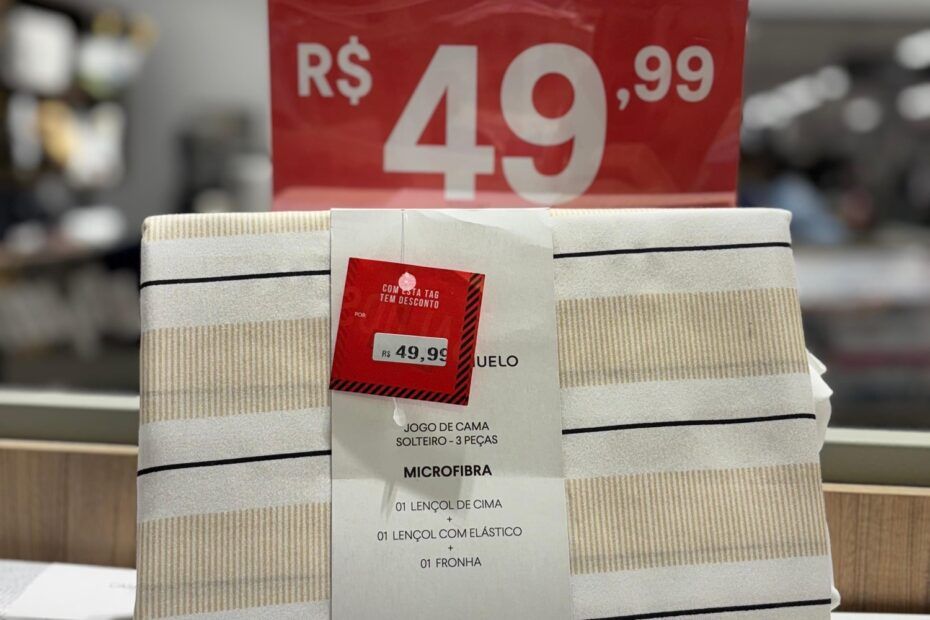 R$ 49,99
COM ESTA TAG
TEM DESCONTO
POR:
R$ 49,99
UELO
JOGO DE CAMA
SOLTEIRO - 3 PEÇAS
MICROFIBRA
01 LENÇOL DE CIMA
+
01 LENÇOL COM ELÁSTICO
+
01 FRONHA